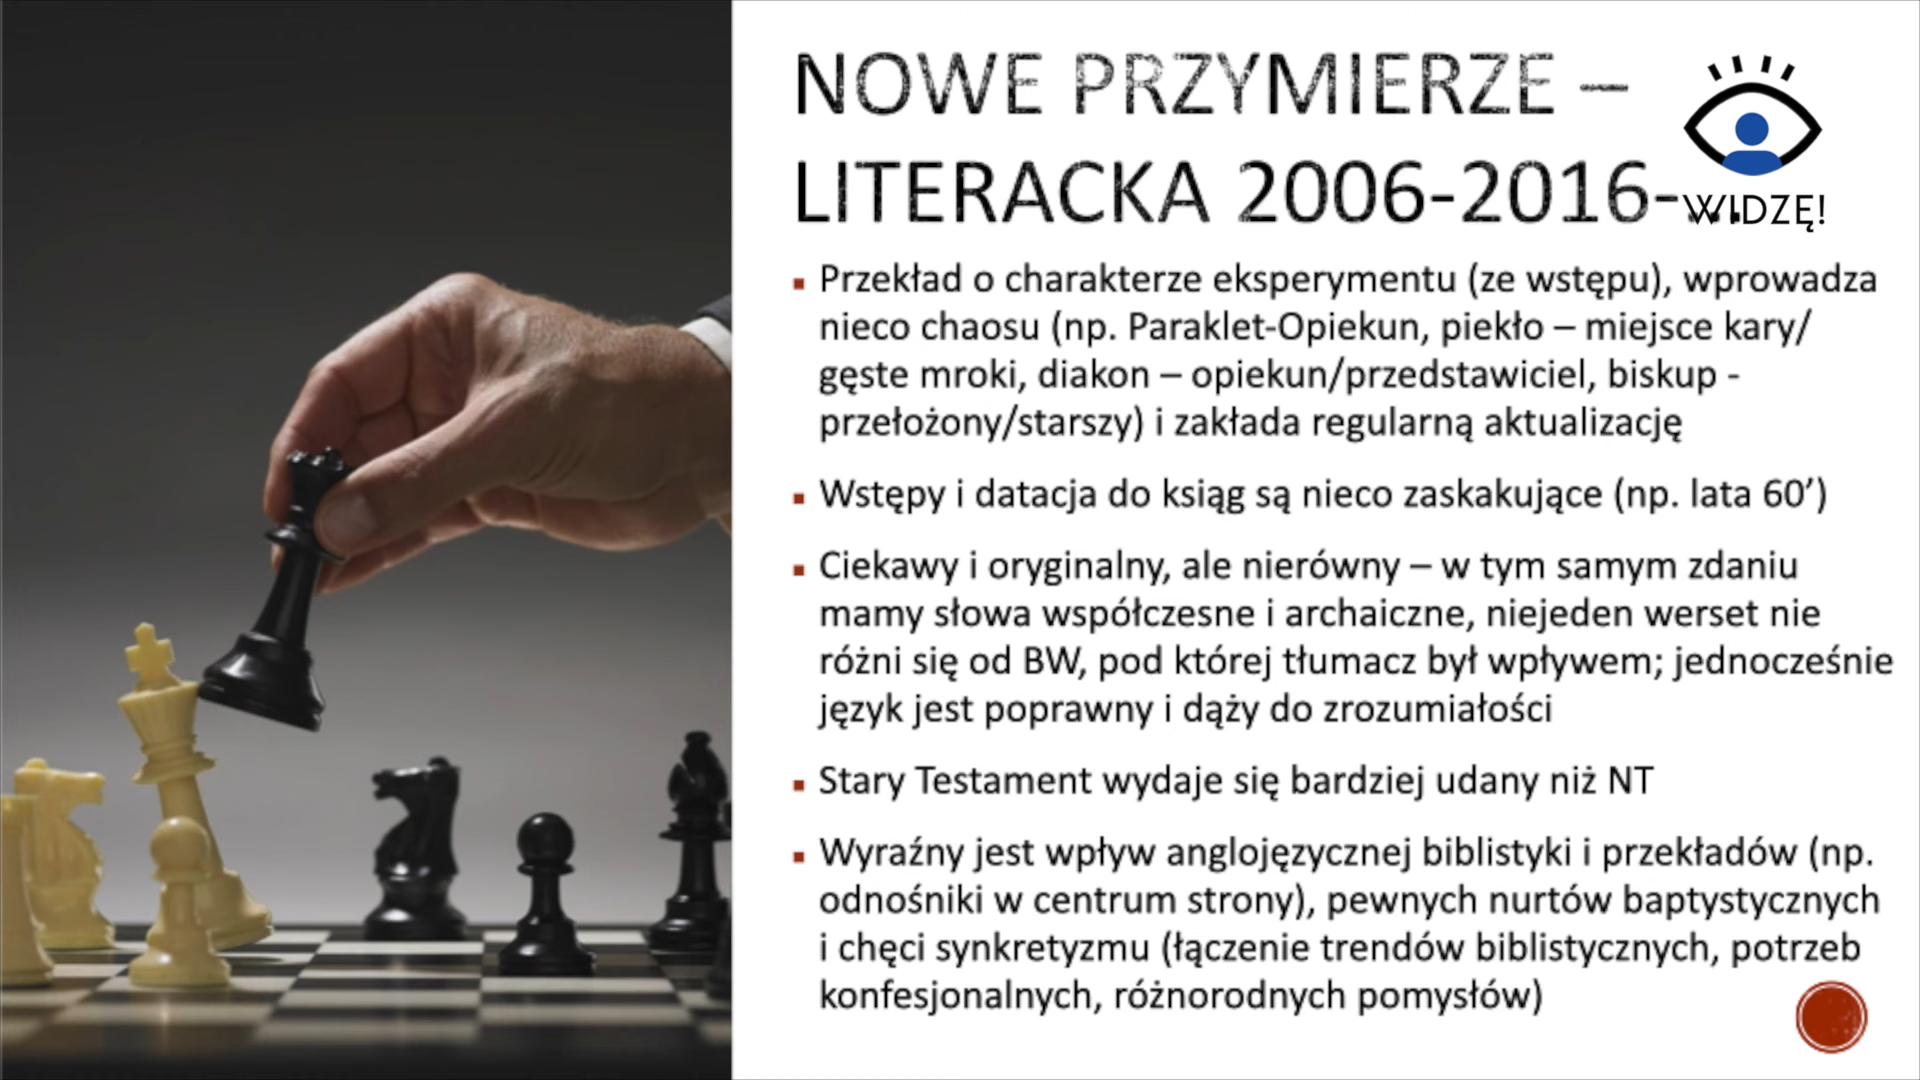 NOWE PRZYMIERZE –
LITERACKA 2006-2016-...
WIDZĘ!
▪ Przekład o charakterze eksperymentu (ze wstępu), wprowadza
nieco chaosu (np. Paraklet-Opiekun, piekło – miejsce kary/
gęste mroki, diakon – opiekun/przedstawiciel, biskup -
przełożony/starszy) i zakłada regularną aktualizację
▪ Wstępy i datacja do ksiąg są nieco zaskakujące (np. lata 60’)
▪ Ciekawy i oryginalny, ale nierówny – w tym samym zdaniu
mamy słowa współczesne i archaiczne, niejeden werset nie
różni się od BW, pod której tłumacz był wpływem; jednocześnie
język jest poprawny i dąży do zrozumiałości
▪ Stary Testament wydaje się bardziej udany niż NT
▪ Wyraźny jest wpływ anglojęzycznej biblistyki i przekładów (np.
odnośniki w centrum strony), pewnych nurtów baptystycznych
i chęci synkretyzmu (łączenie trendów biblistycznych, potrzeb
konfesjonalnych, różnorodnych pomysłów)